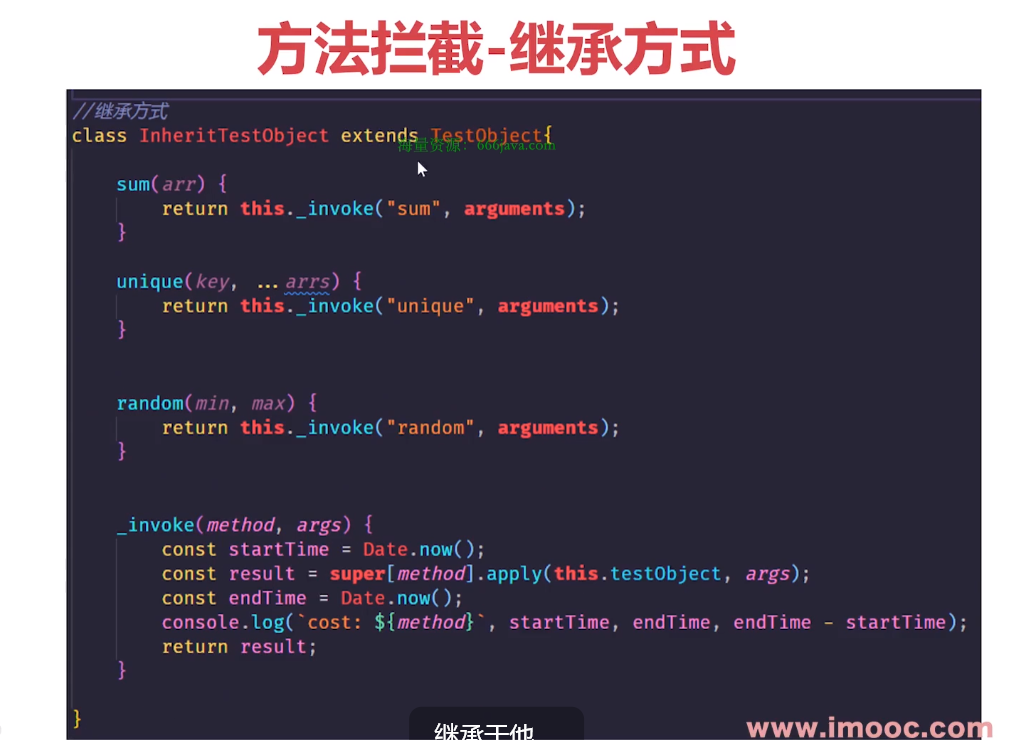 方法拦截-继承方式
//继承方式
class InheritTestObject extends TestObject{
海量资源：666java.com
sum(arr) {
return this._invoke("sum", arguments);
}
unique(key, ...arrs) {
return this._invoke("unique", arguments);
}
random(min, max) {
return this._invoke("random", arguments);
}
_invoke(method, args) {
const startTime = Date.now();
const result = super[method].apply(this.testObject, args);
const endTime = Date.now();
console.log(`cost: ${method}`, startTime, endTime, endTime - startTime);
return result;
}
}
继承于他
www.imooc.com